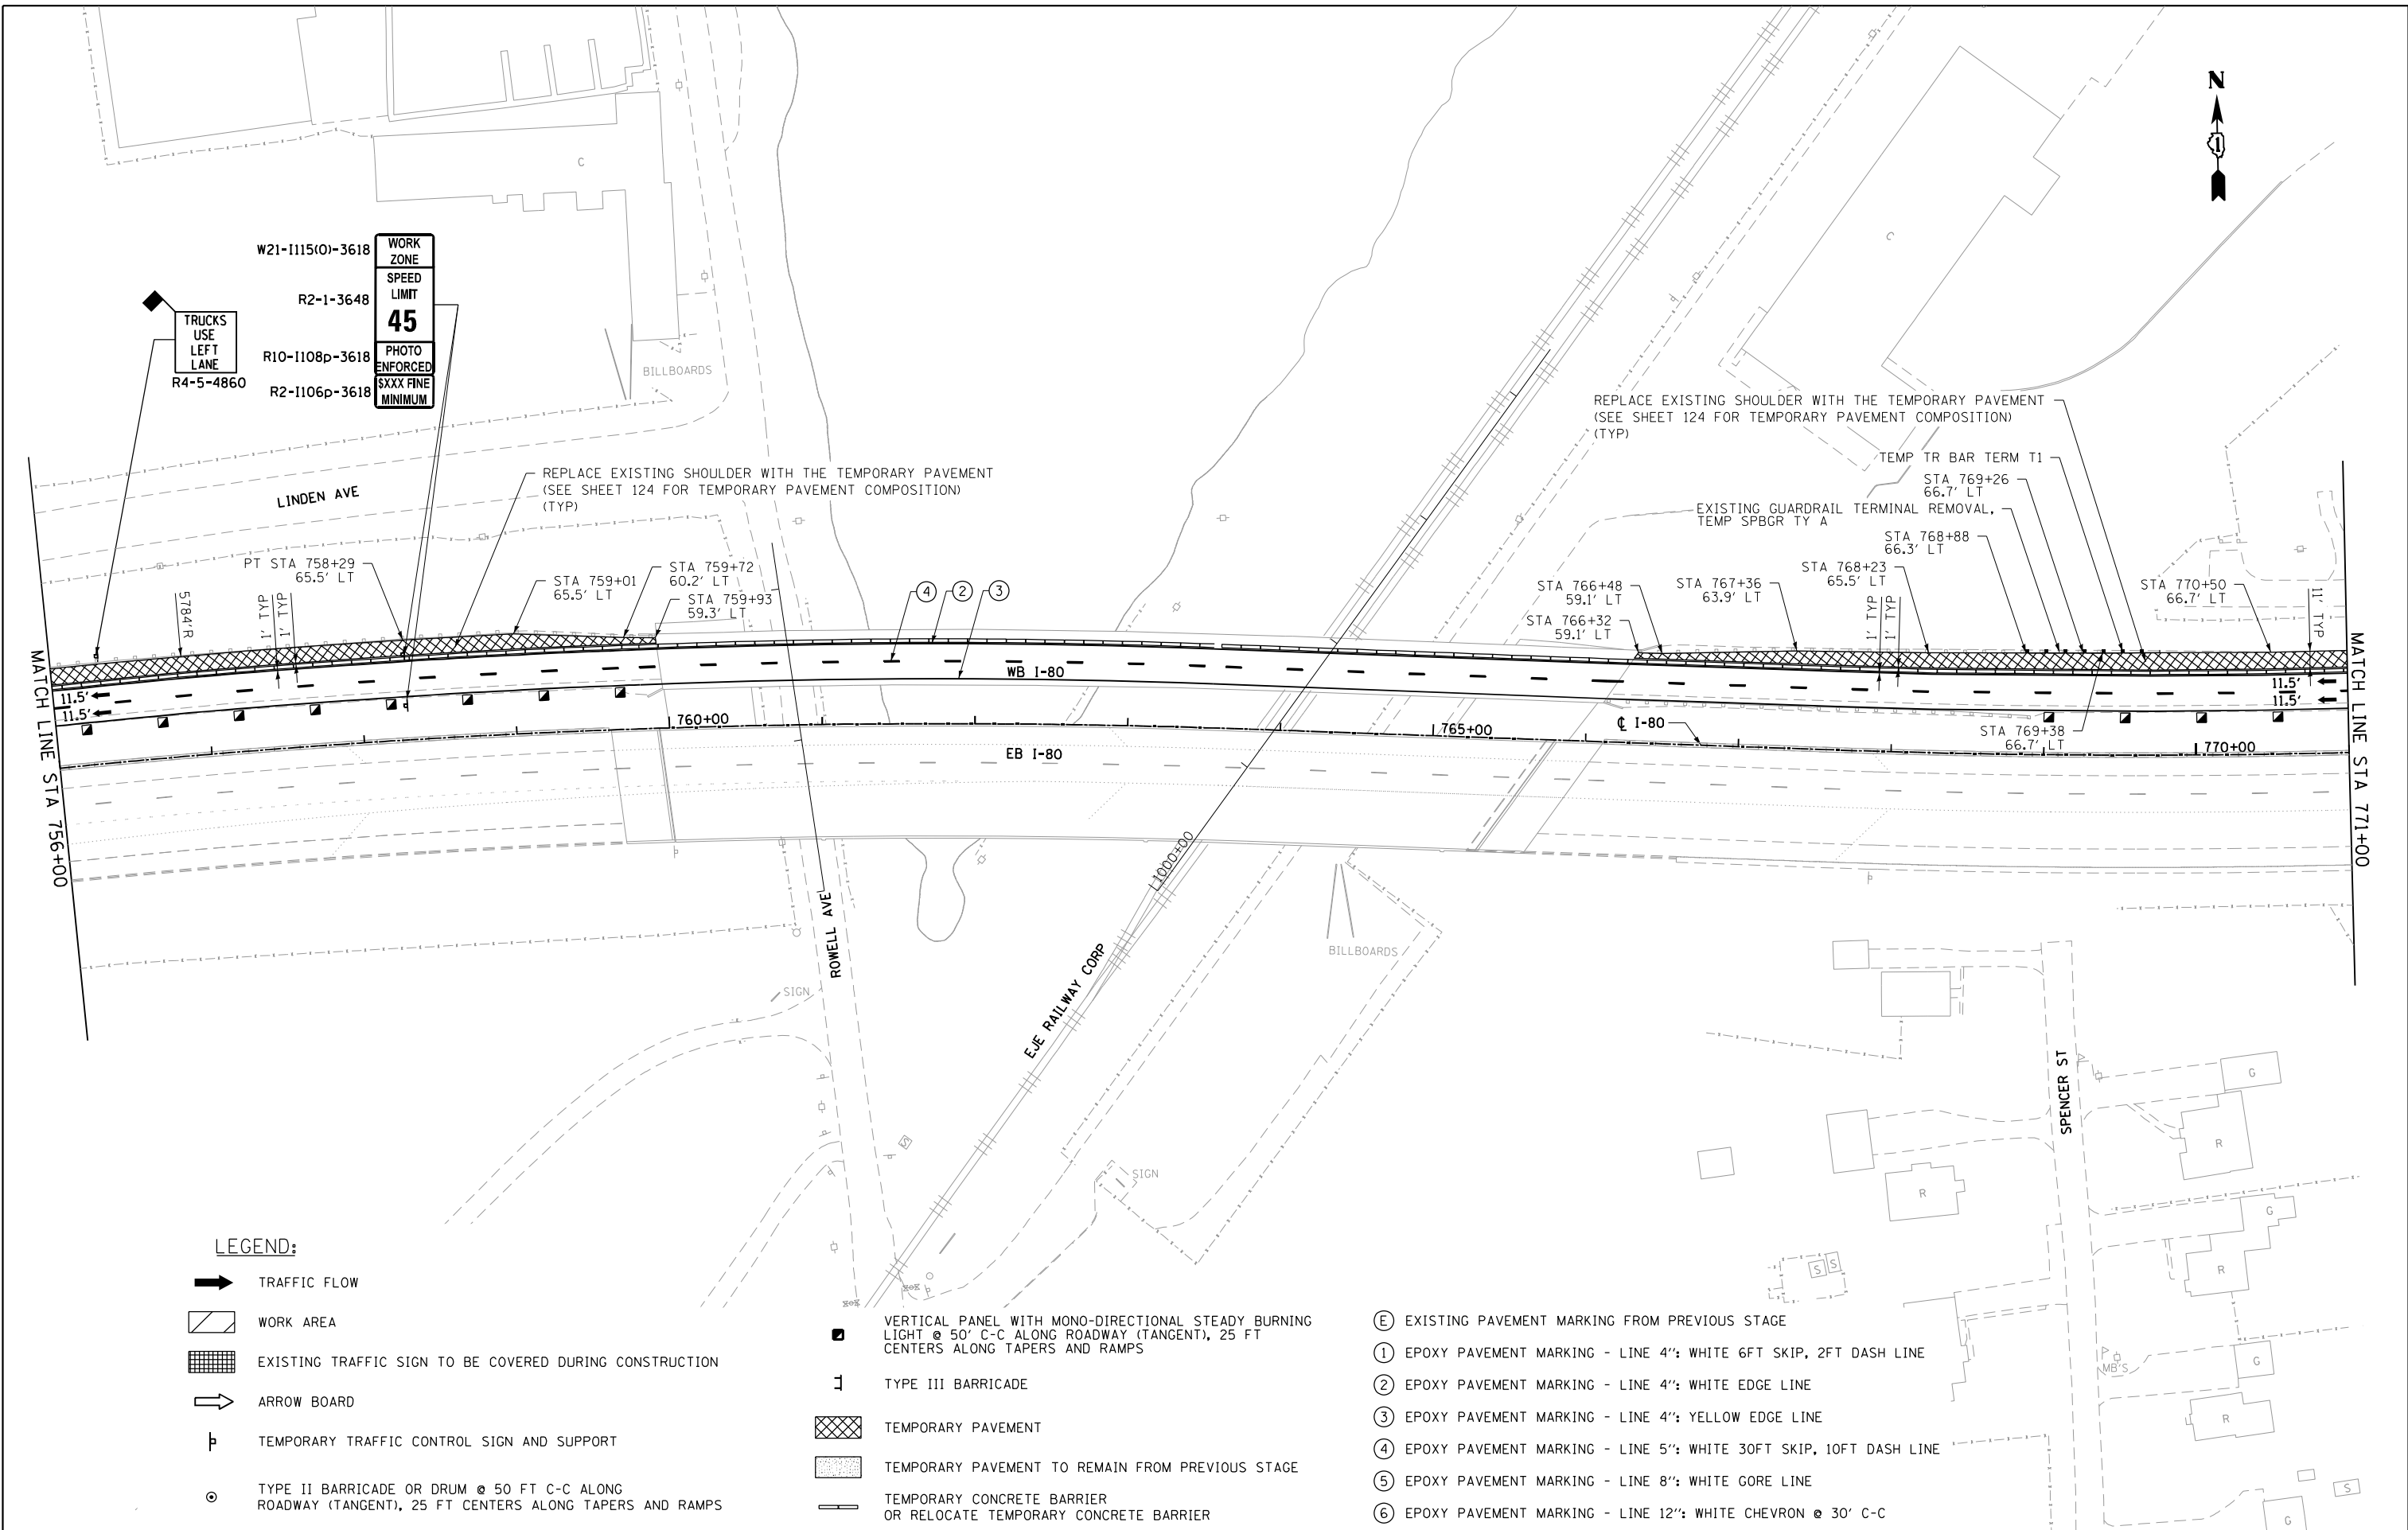 N
1
C
C
W21-I115(O)-3618
WORK
ZONE
R2-1-3648
SPEED
LIMIT
45
R10-I108p-3618
PHOTO
ENFORCED
R2-I106p-3618
$XXX FINE
MINIMUM
TRUCKS
USE
LEFT
LANE
R4-5-4860
BILLBOARDS
LINDEN AVE
REPLACE EXISTING SHOULDER WITH THE TEMPORARY PAVEMENT
(SEE SHEET 124 FOR TEMPORARY PAVEMENT COMPOSITION)
(TYP)
REPLACE EXISTING SHOULDER WITH THE TEMPORARY PAVEMENT
(SEE SHEET 124 FOR TEMPORARY PAVEMENT COMPOSITION)
(TYP)
TEMP TR BAR TERM T1
STA 769+26
66.7' LT
EXISTING GUARDRAIL TERMINAL REMOVAL,
TEMP SPBGR TY A
STA 768+88
66.3' LT
STA 768+23
65.5' LT
STA 767+36
63.9' LT
STA 766+48
59.1' LT
STA 766+32
59.1' LT
STA 770+50
66.7' LT
1' TYP
1' TYP
11' TYP
PT STA 758+29
65.5' LT
STA 759+01
65.5' LT
STA 759+72
60.2' LT
STA 759+93
59.3' LT
5784'R
1' TYP
1' TYP
4
2
3
MATCH LINE STA 756+00
MATCH LINE STA 771+00
11.5'
11.5'
11.5'
11.5'
WB I-80
760+00
765+00
℄ I-80
STA 769+38
66.7' LT
770+00
EB I-80
1000+00
ROWELL AVE
EJE RAILWAY CORP
BILLBOARDS
SIGN
SIGN
S
SPENCER ST
G
R
R
G
R
S
S
MB'S
G
R
S
G
LEGEND:
TRAFFIC FLOW
WORK AREA
EXISTING TRAFFIC SIGN TO BE COVERED DURING CONSTRUCTION
ARROW BOARD
TEMPORARY TRAFFIC CONTROL SIGN AND SUPPORT
TYPE II BARRICADE OR DRUM @ 50 FT C-C ALONG
ROADWAY (TANGENT), 25 FT CENTERS ALONG TAPERS AND RAMPS
VERTICAL PANEL WITH MONO-DIRECTIONAL STEADY BURNING
LIGHT @ 50' C-C ALONG ROADWAY (TANGENT), 25 FT
CENTERS ALONG TAPERS AND RAMPS
TYPE III BARRICADE
TEMPORARY PAVEMENT
TEMPORARY PAVEMENT TO REMAIN FROM PREVIOUS STAGE
TEMPORARY CONCRETE BARRIER
OR RELOCATE TEMPORARY CONCRETE BARRIER
E EXISTING PAVEMENT MARKING FROM PREVIOUS STAGE
1 EPOXY PAVEMENT MARKING - LINE 4": WHITE 6FT SKIP, 2FT DASH LINE
2 EPOXY PAVEMENT MARKING - LINE 4": WHITE EDGE LINE
3 EPOXY PAVEMENT MARKING - LINE 4": YELLOW EDGE LINE
4 EPOXY PAVEMENT MARKING - LINE 5": WHITE 30FT SKIP, 10FT DASH LINE
5 EPOXY PAVEMENT MARKING - LINE 8": WHITE GORE LINE
6 EPOXY PAVEMENT MARKING - LINE 12": WHITE CHEVRON @ 30' C-C